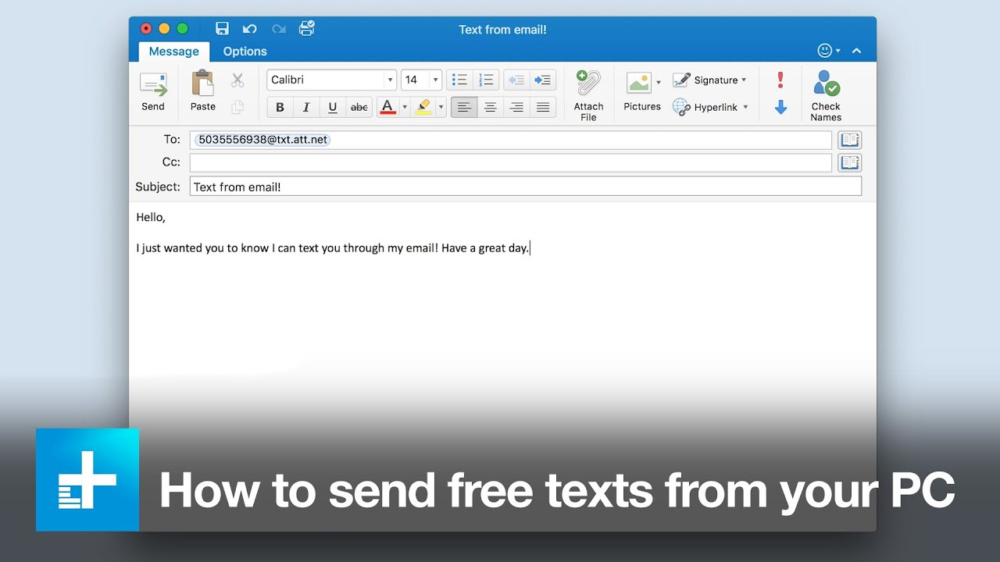 Text from email!
Message Options
Calibri 14
Signature
Send Paste B I U abc A Attach File Pictures Hyperlink Check Names
To: 5035556938@txt.att.net
Cc:
Subject: Text from email!
Hello,
I just wanted you to know I can text you through my email! Have a great day.
How to send free texts from your PC